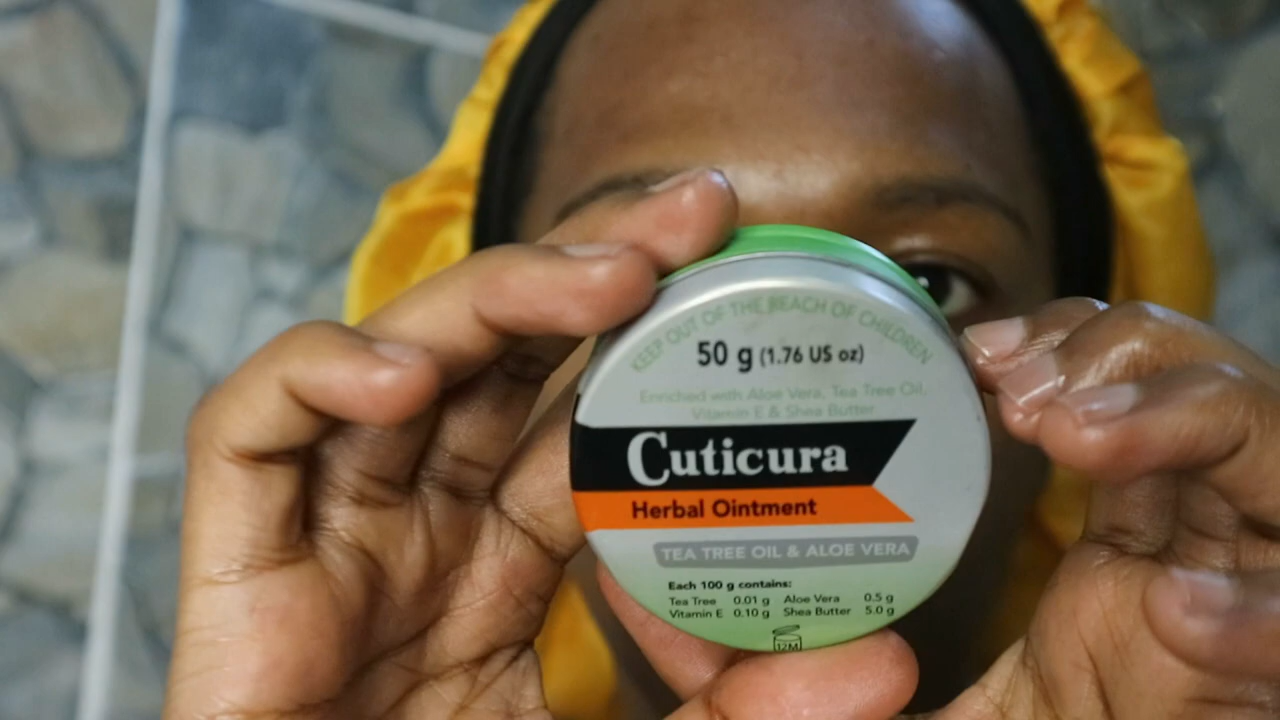 KEEP OUT OF THE REACH OF CHILDREN
50 g (1.76 US oz)
Enriched with Aloe Vera, Tea Tree Oil,
Vitamin E & Shea Butter
Cuticura
Herbal Ointment
TEA TREE OIL & ALOE VERA
Each 100 g contains:
Tea Tree 0.01 g Aloe Vera 0.5 g
Vitamin E 0.10 g Shea Butter 5.0 g
12M